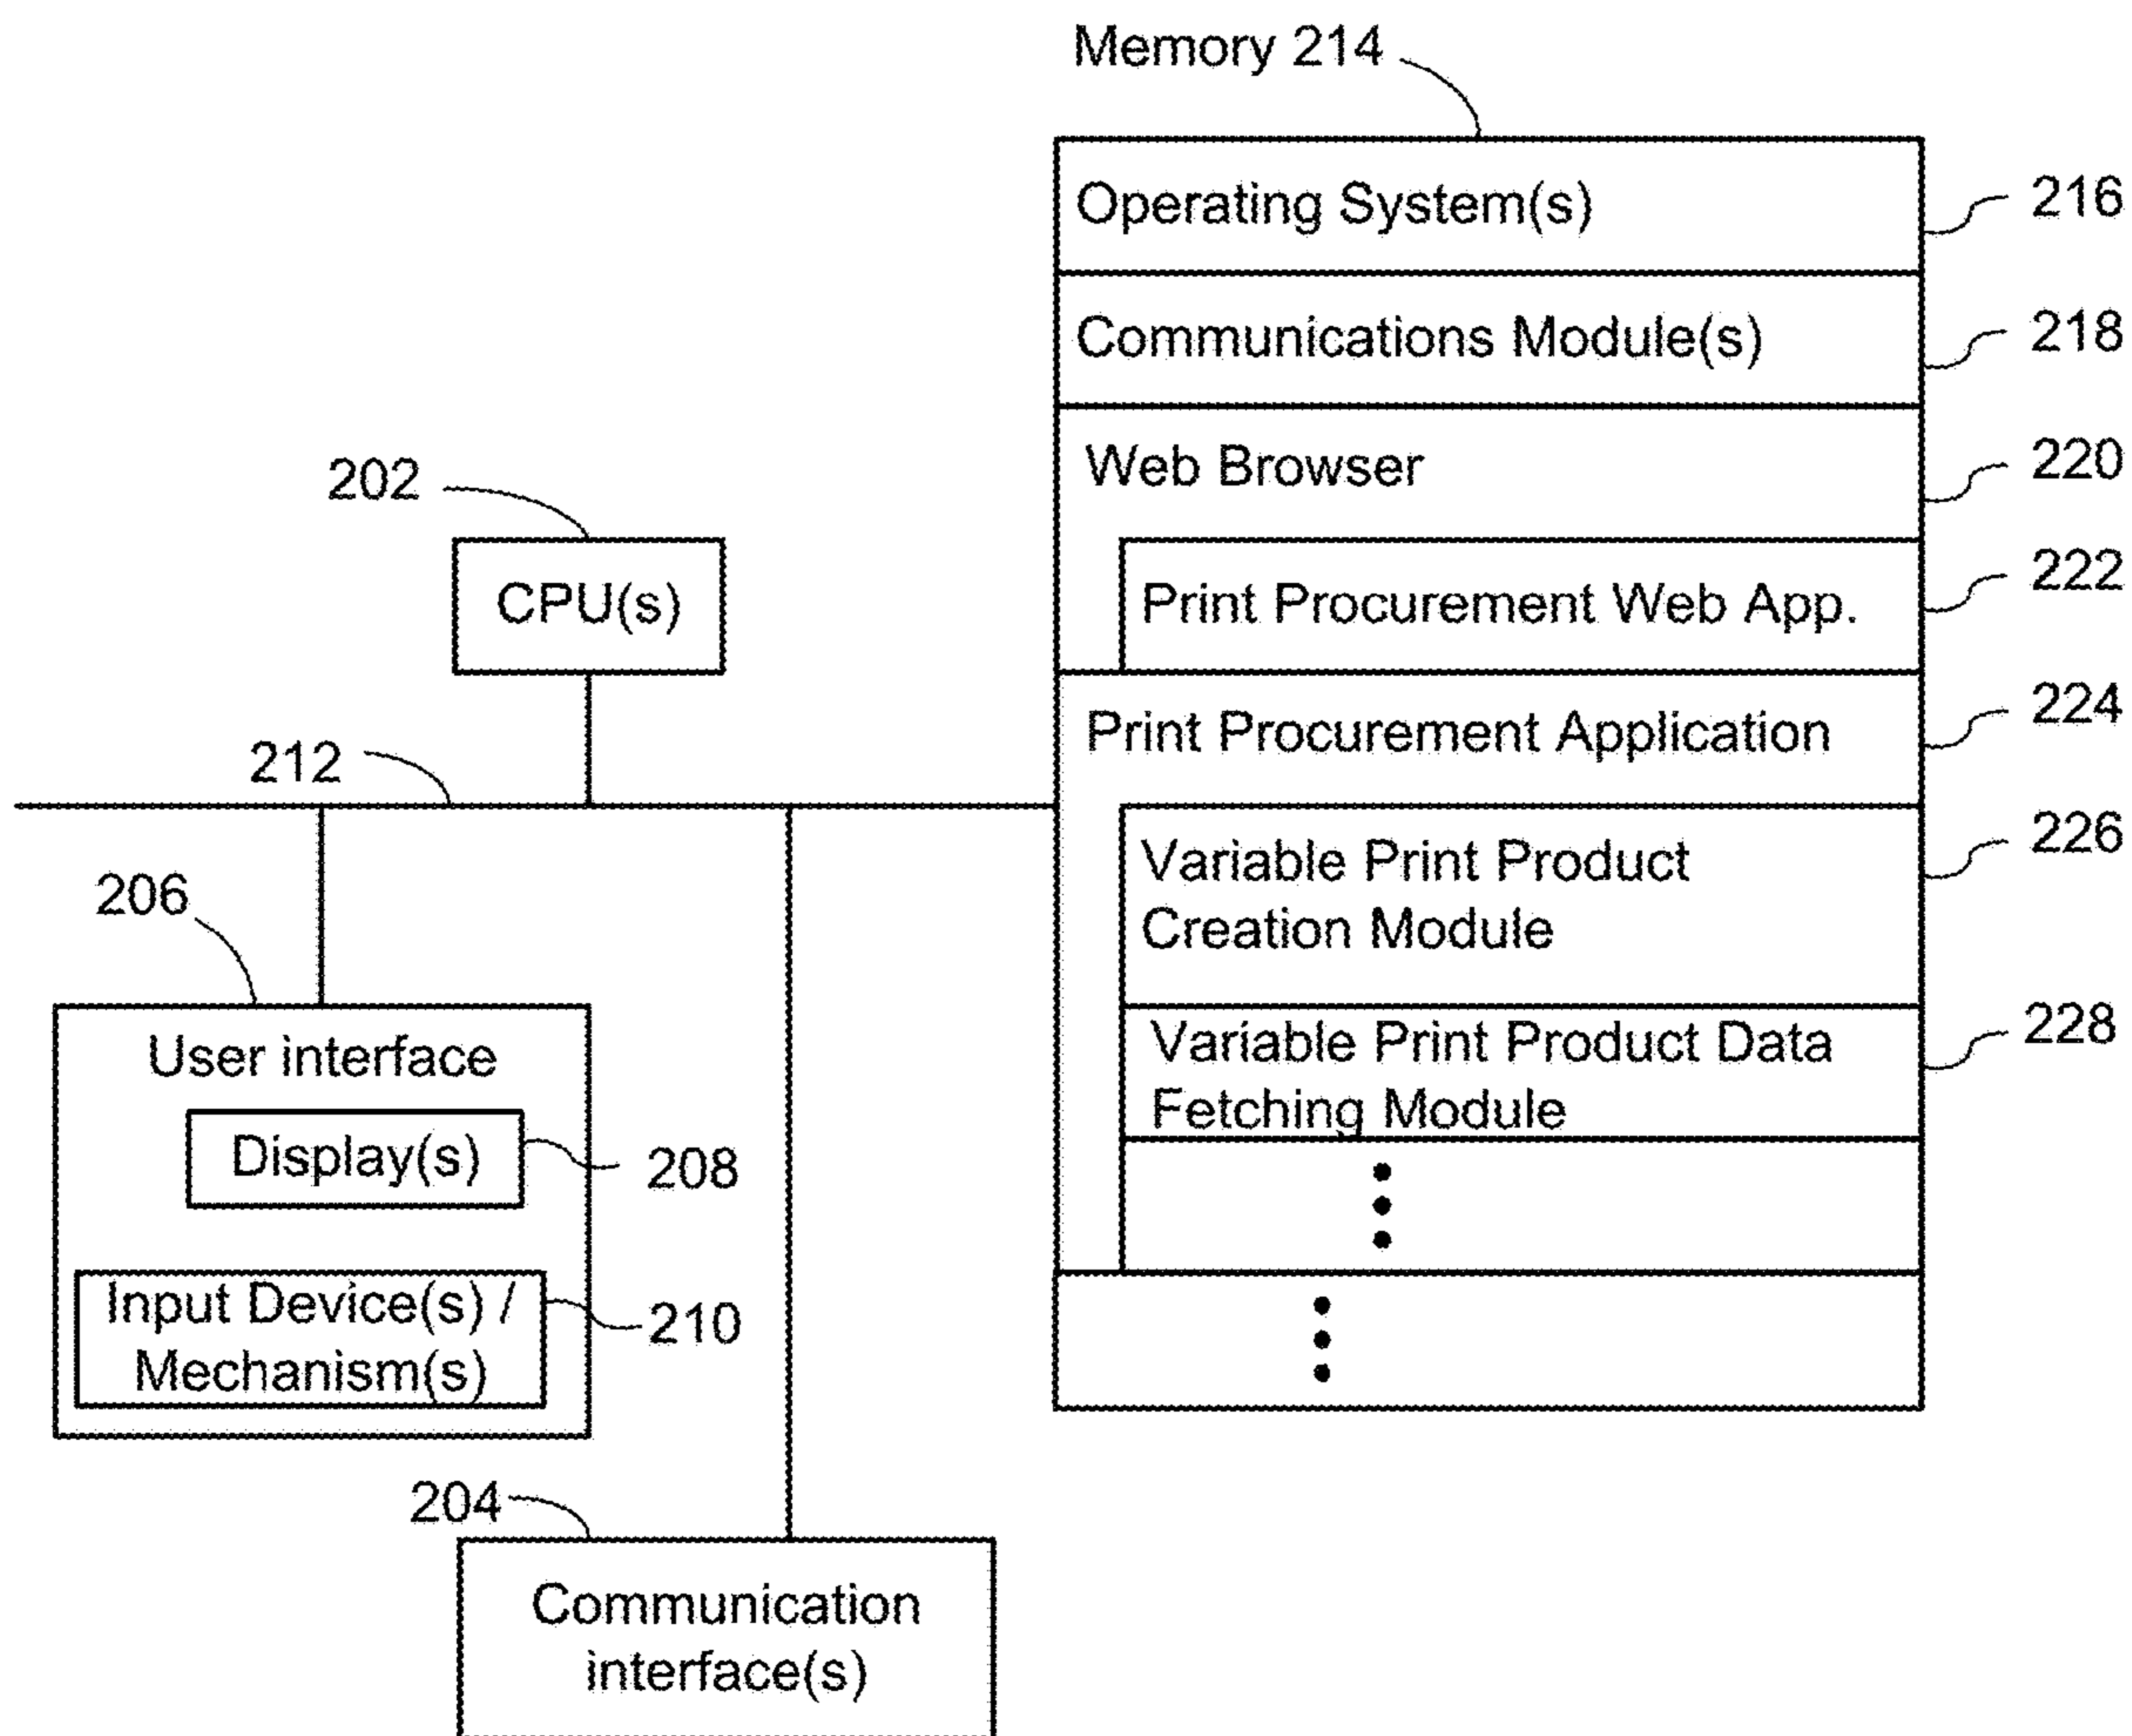 Memory 214
Operating System(s)
216
Communications Module(s)
218
Web Browser
220
Print Procurement Web App.
222
Print Procurement Application
224
Variable Print Product
Creation Module
226
Variable Print Product Data
Fetching Module
228
202
CPU(s)
212
206
User interface
Display(s)
208
Input Device(s) /
Mechanism(s)
210
204
Communication
interface(s)